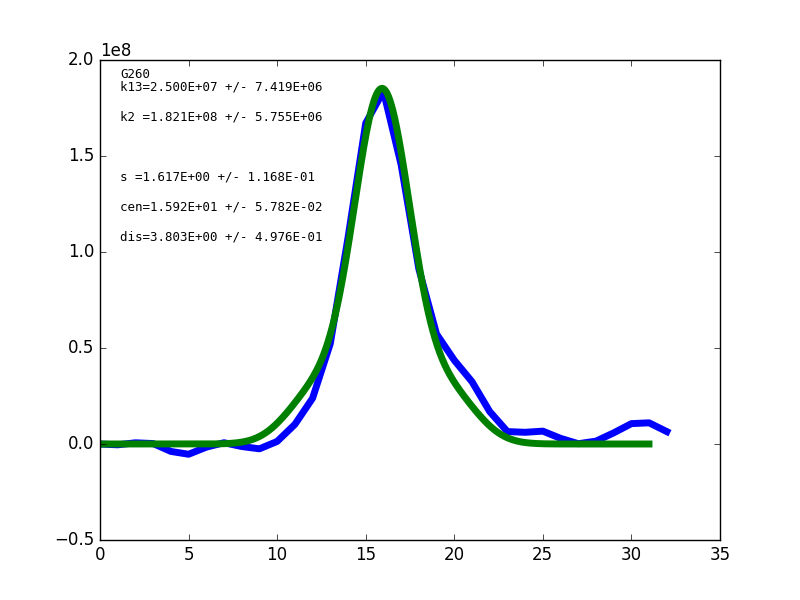 1e8
2.0
G260
k13=2.500E+07 +/- 7.419E+06
k2 =1.821E+08 +/- 5.755E+06
1.5
s =1.617E+00 +/- 1.168E-01
cen=1.592E+01 +/- 5.782E-02
dis=3.803E+00 +/- 4.976E-01
1.0
0.5
0.0
−0.5
0 5 10 15 20 25 30 35